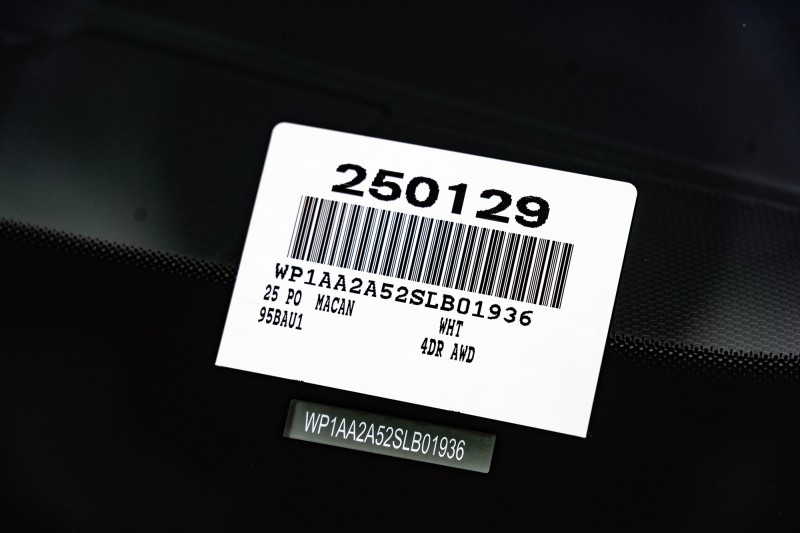 250129
WP1AA2A52SLB01936
25 PO MACAN WHT
95BAU1 4DR AWD
WP1AA2A52SLB01936